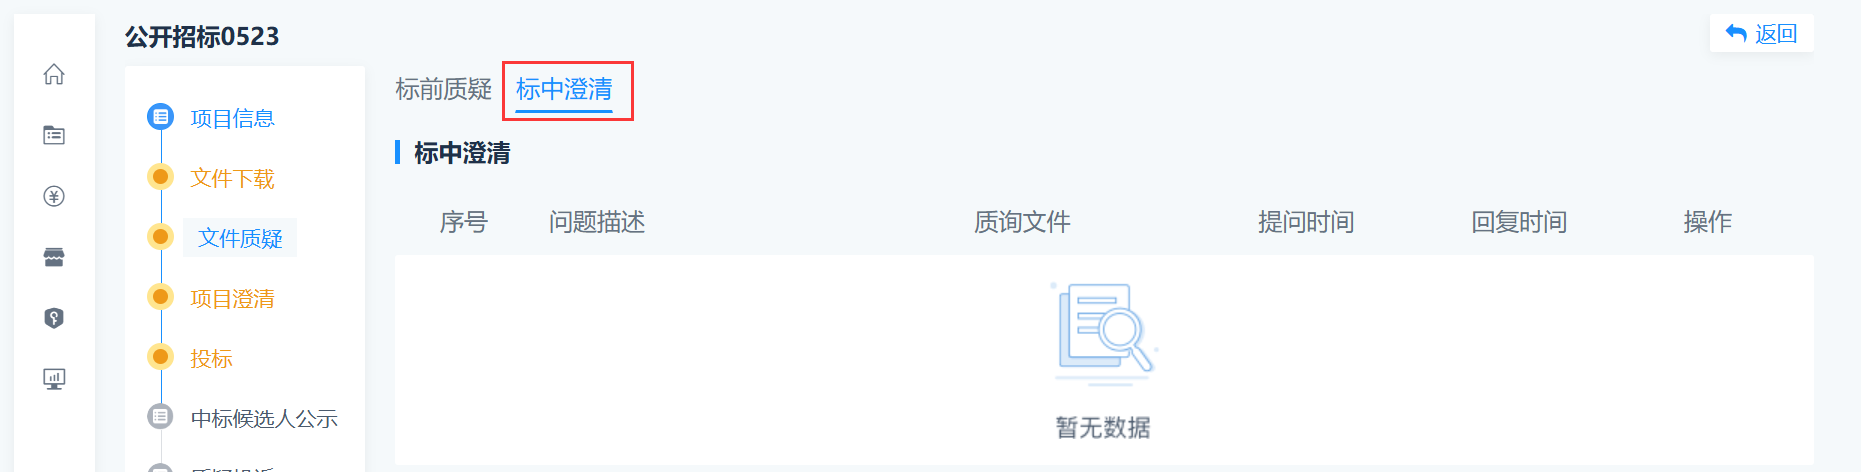 公开招标0523
返回
项目信息
文件下载
文件质疑
项目澄清
投标
中标候选人公示
标前质疑 标中澄清
标中澄清
序号 问题描述 质询文件 提问时间 回复时间 操作
暂无数据